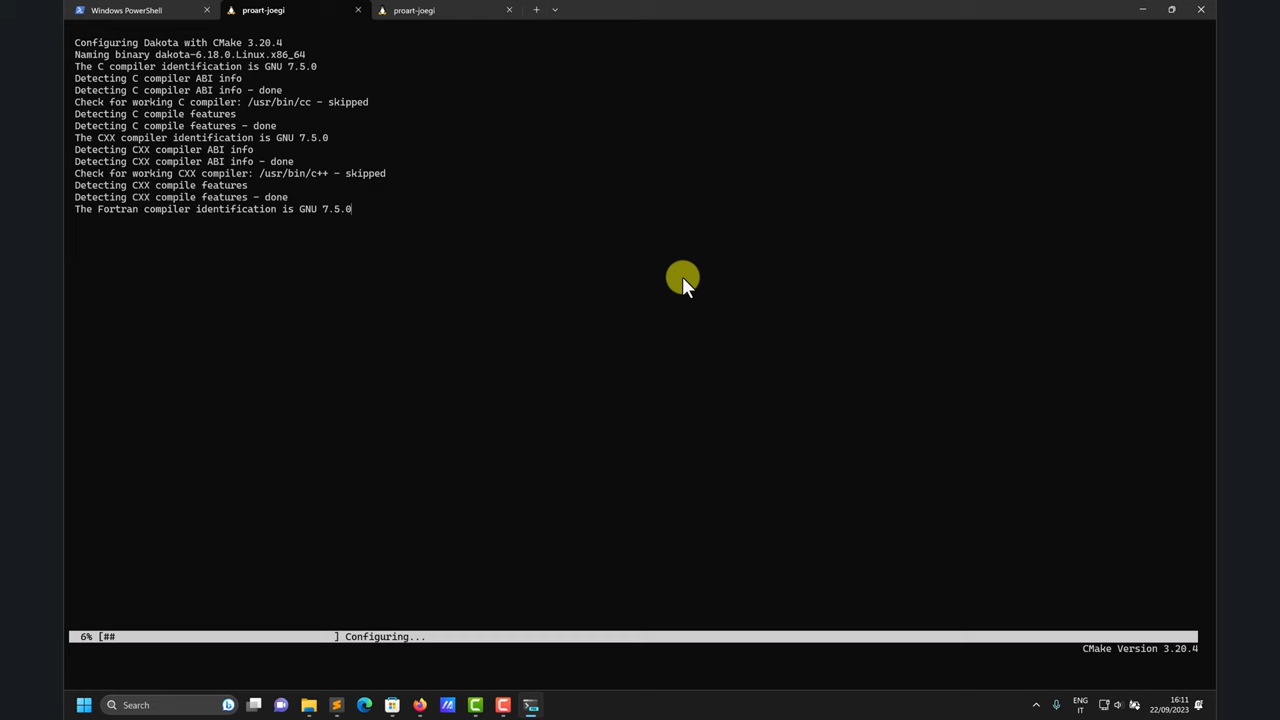 Windows PowerShell
proart-joegi
proart-joegi
Configuring Dakota with CMake 3.20.4
Naming binary dakota-6.18.0.Linux.x86_64
The C compiler identification is GNU 7.5.0
Detecting C compiler ABI info
Detecting C compiler ABI info - done
Check for working C compiler: /usr/bin/cc - skipped
Detecting C compile features
Detecting C compile features - done
The CXX compiler identification is GNU 7.5.0
Detecting CXX compiler ABI info
Detecting CXX compiler ABI info - done
Check for working CXX compiler: /usr/bin/c++ - skipped
Detecting CXX compile features
Detecting CXX compile features - done
The Fortran compiler identification is GNU 7.5.0
6% [## ] Configuring...
CMake Version 3.20.4
Search
ENG
IT
16:11
22/09/2023